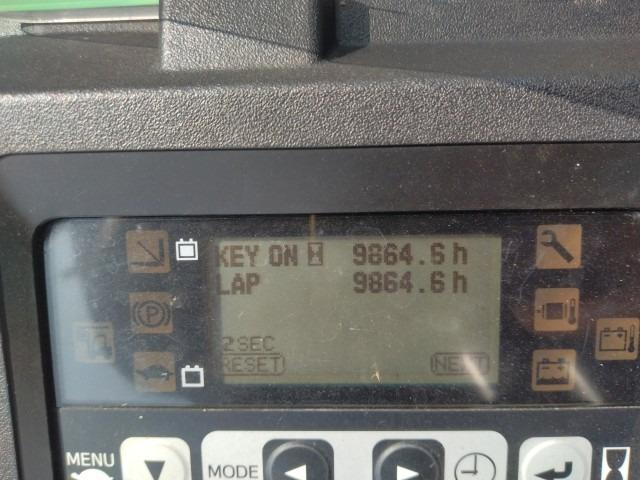 KEY ON 9864.6 h
LAP 9864.6 h
2SEC
RESET NEXT
MENU
MODE